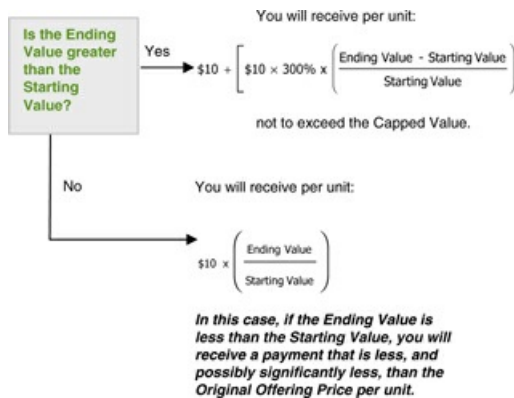 Is the Ending
Value greater
than the
Starting
Value?
Yes
You will receive per unit:
$10 + [ $10 × 300% x ( Ending Value - Starting Value
Starting Value
not to exceed the Capped Value.
No
You will receive per unit:
$10 x ( Ending Value )
Starting Value
In this case, if the Ending Value is
less than the Starting Value, you will
receive a payment that is less, and
possibly significantly less, than the
Original Offering Price per unit.